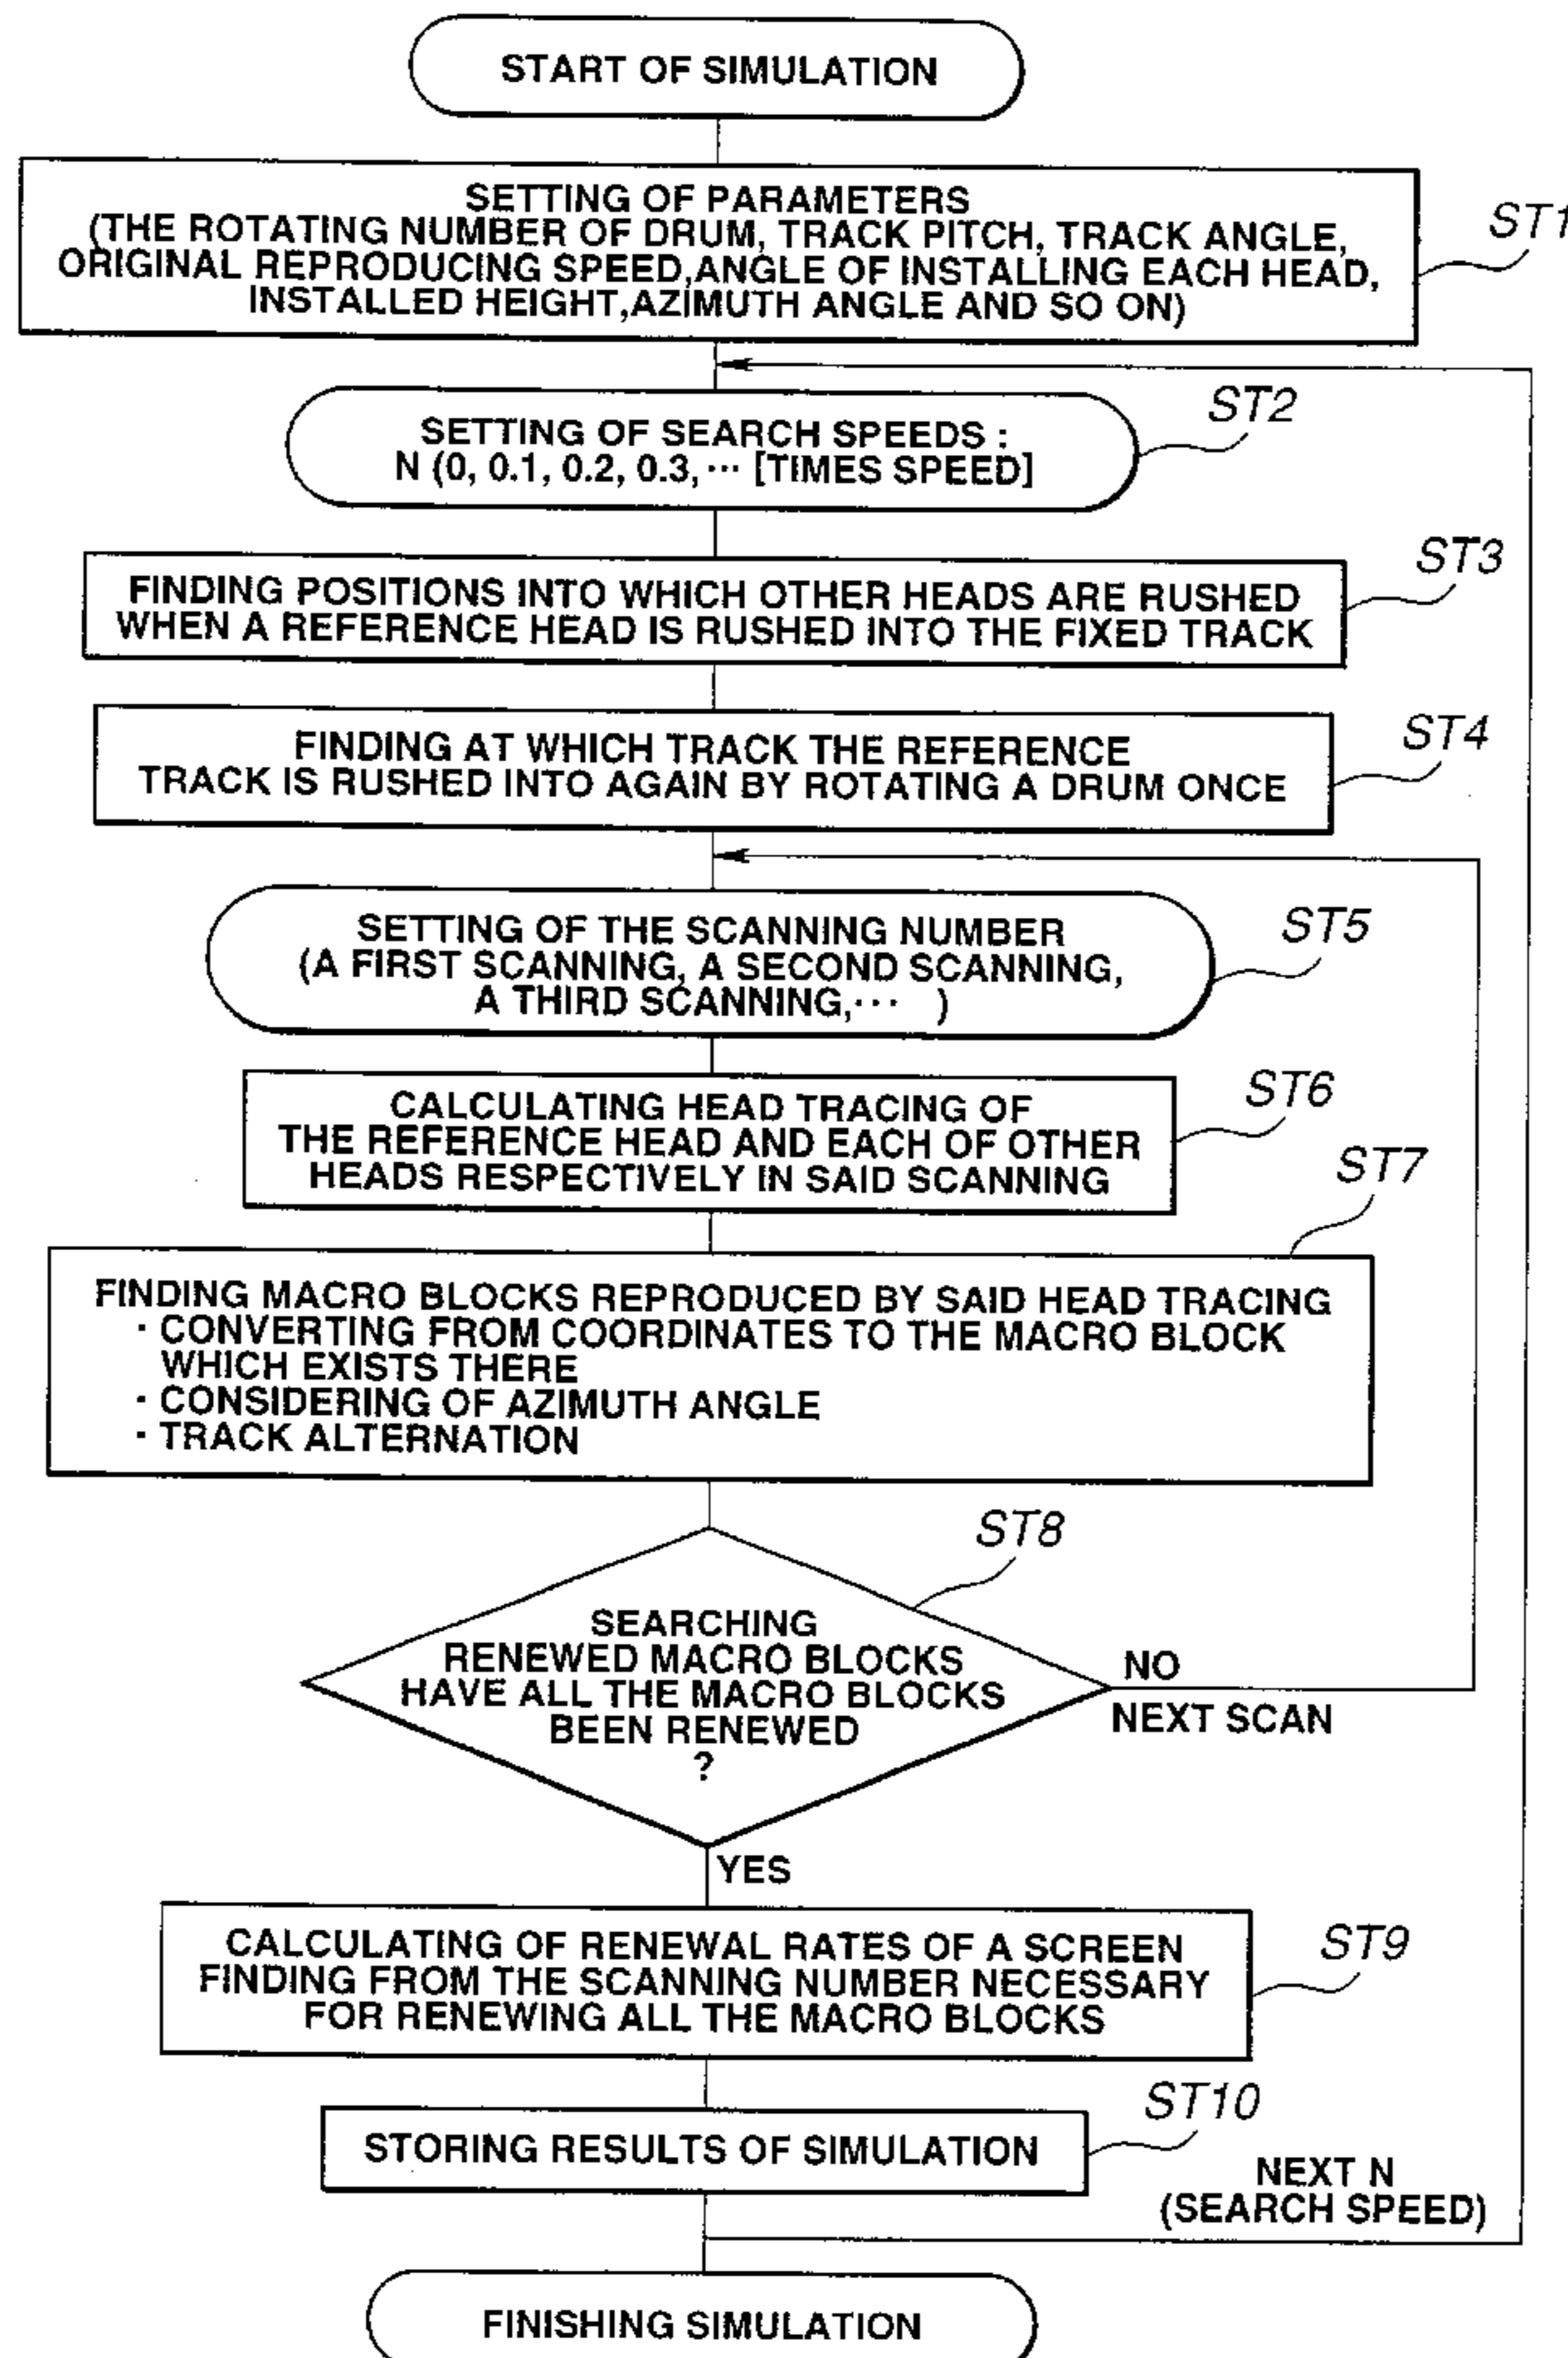 START OF SIMULATION
SETTING OF PARAMETERS
(THE ROTATING NUMBER OF DRUM, TRACK PITCH, TRACK ANGLE,
ORIGINAL REPRODUCING SPEED,ANGLE OF INSTALLING EACH HEAD,
INSTALLED HEIGHT,AZIMUTH ANGLE AND SO ON)
ST1
SETTING OF SEARCH SPEEDS :
N (0, 0.1, 0.2, 0.3, ··· [TIMES SPEED]
ST2
FINDING POSITIONS INTO WHICH OTHER HEADS ARE RUSHED
WHEN A REFERENCE HEAD IS RUSHED INTO THE FIXED TRACK
ST3
FINDING AT WHICH TRACK THE REFERENCE
TRACK IS RUSHED INTO AGAIN BY ROTATING A DRUM ONCE
ST4
SETTING OF THE SCANNING NUMBER
(A FIRST SCANNING, A SECOND SCANNING,
A THIRD SCANNING,··· )
ST5
CALCULATING HEAD TRACING OF
THE REFERENCE HEAD AND EACH OF OTHER
HEADS RESPECTIVELY IN SAID SCANNING
ST6
ST7
FINDING MACRO BLOCKS REPRODUCED BY SAID HEAD TRACING
· CONVERTING FROM COORDINATES TO THE MACRO BLOCK
WHICH EXISTS THERE
· CONSIDERING OF AZIMUTH ANGLE
· TRACK ALTERNATION
ST8
SEARCHING
RENEWED MACRO BLOCKS
HAVE ALL THE MACRO BLOCKS
BEEN RENEWED
?
NO
NEXT SCAN
YES
CALCULATING OF RENEWAL RATES OF A SCREEN
FINDING FROM THE SCANNING NUMBER NECESSARY
FOR RENEWING ALL THE MACRO BLOCKS
ST9
STORING RESULTS OF SIMULATION
ST10
NEXT N
(SEARCH SPEED)
FINISHING SIMULATION